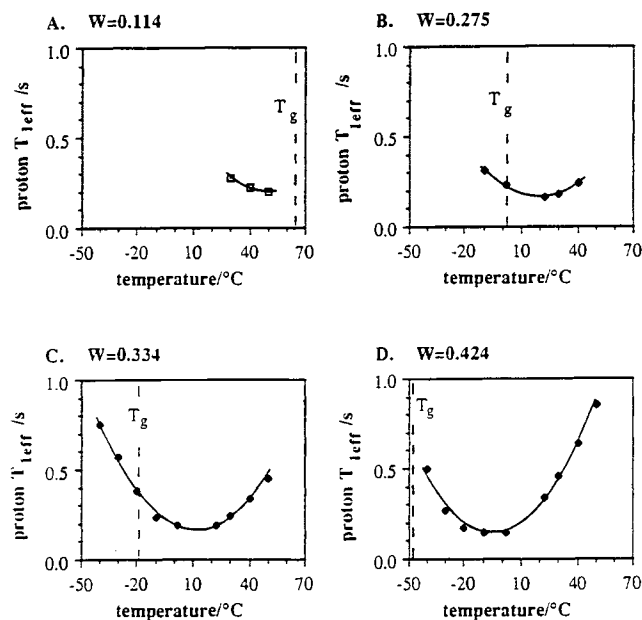 A. W=0.114
proton T1eff /s
1.0
0.5
0.0
Tg
-50 -20 10 40 70
temperature/°C
B. W=0.275
proton T1eff /s
1.0
0.5
0.0
Tg
-50 -20 10 40 70
temperature/°C
C. W=0.334
proton T1eff /s
1.0
0.5
0.0
Tg
-50 -20 10 40 70
temperature/°C
D. W=0.424
proton T1eff /s
1.0
0.5
0.0
Tg
-50 -20 10 40 70
temperature/°C